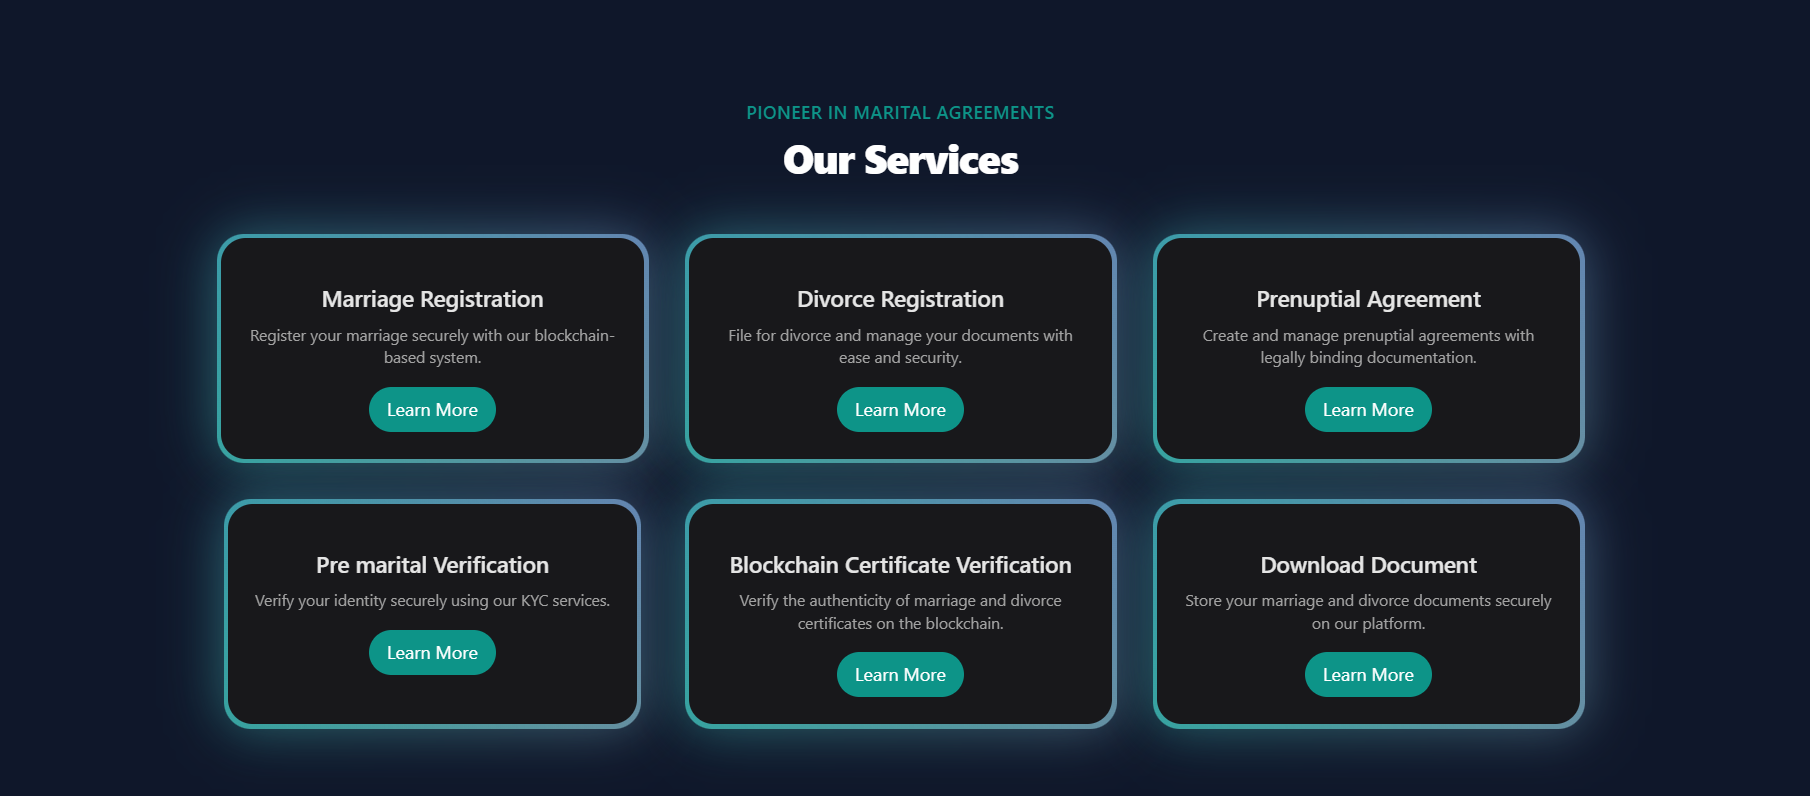 PIONEER IN MARITAL AGREEMENTS
Our Services
Marriage Registration
Register your marriage securely with our blockchain-
based system.
Learn More
Divorce Registration
File for divorce and manage your documents with
ease and security.
Learn More
Prenuptial Agreement
Create and manage prenuptial agreements with
legally binding documentation.
Learn More
Pre marital Verification
Verify your identity securely using our KYC services.
Learn More
Blockchain Certificate Verification
Verify the authenticity of marriage and divorce
certificates on the blockchain.
Learn More
Download Document
Store your marriage and divorce documents securely
on our platform.
Learn More